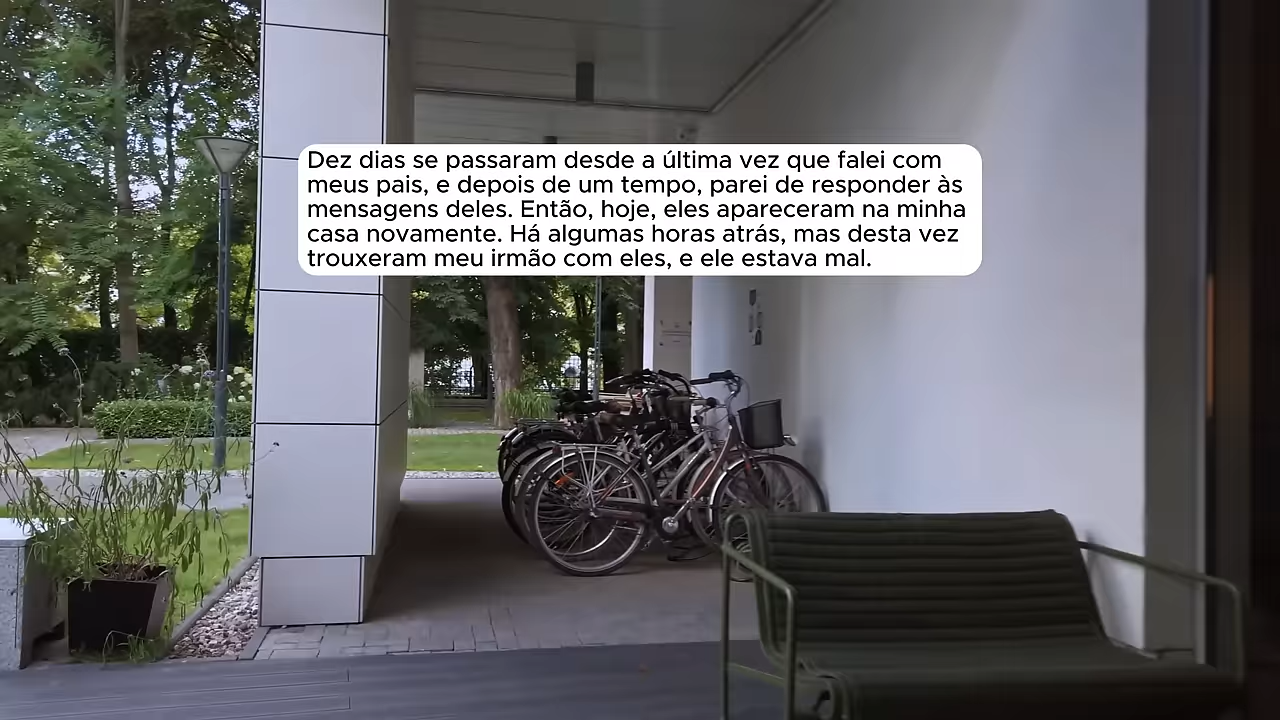 Dez dias se passaram desde a última vez que falei com
meus pais, e depois de um tempo, parei de responder às
mensagens deles. Então, hoje, eles apareceram na minha
casa novamente. Há algumas horas atrás, mas desta vez
trouxeram meu irmão com eles, e ele estava mal.